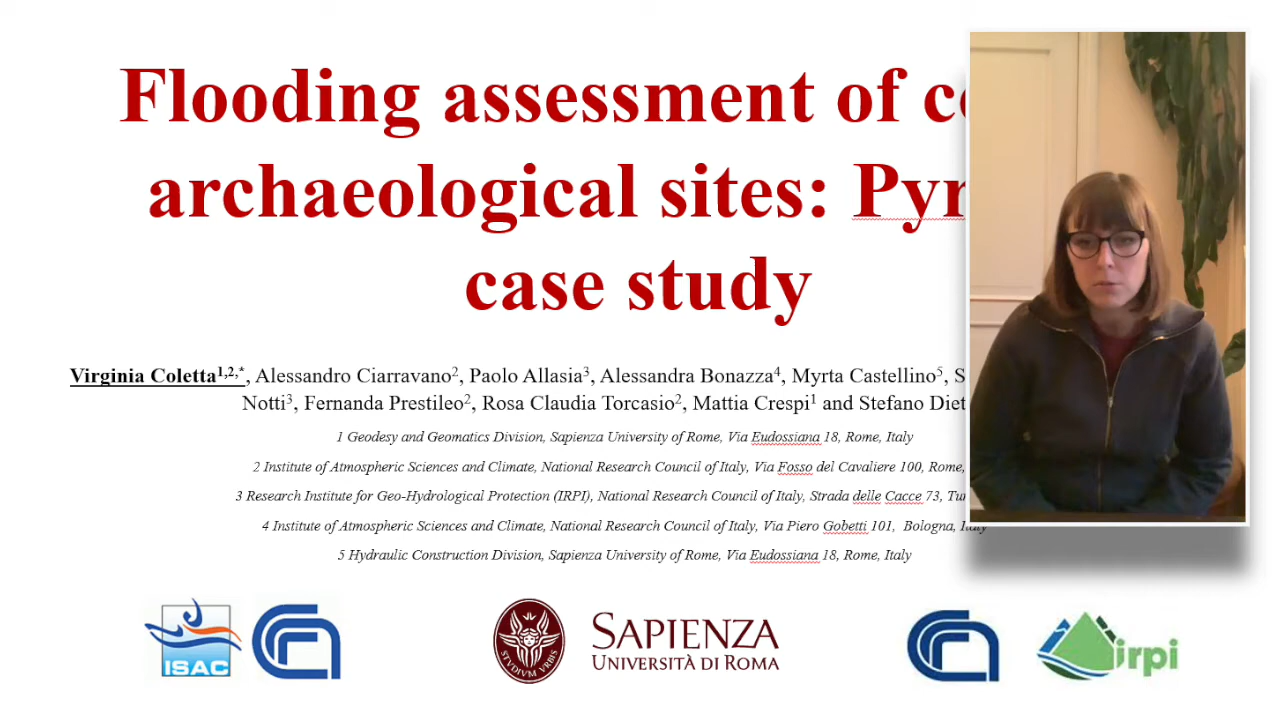 Flooding assessment of
archaeological sites:
case study
Virginia Coletta1,2,*, Alessandro Ciarravano2, Paolo Allasia3, Alessandra Bonazza4, Myrta Castellino5,
Notti3, Fernanda Prestileo2, Rosa Claudia Torcasio2, Mattia Crespi1 and Stefano
1 Geodesy and Geomatics Division, Sapienza University of Rome, Via Eudossiana 18, Rome, Italy
2 Institute of Atmospheric Sciences and Climate, National Research Council of Italy, Via Fosso del Cavaliere 100, Rome,
3 Research Institute for Geo-Hydrological Protection (IRPI), National Research Council of Italy, Strada delle Cacce 73,
4 Institute of Atmospheric Sciences and Climate, National Research Council of Italy, Via Piero Gobetti 101, Bologna, Italy
5 Hydraulic Construction Division, Sapienza University of Rome, Via Eudossiana 18, Rome, Italy
ISAC
STVDIVM VRBIS
SAPIENZA
UNIVERSITÀ DI ROMA
irpi